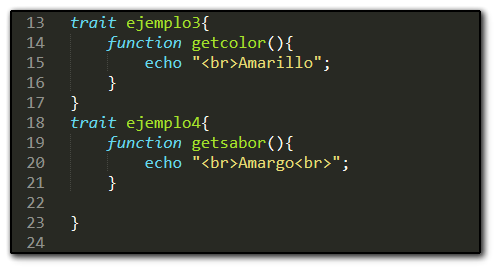 13 trait ejemplo3{
14 function getcolor(){
15 echo "<br>Amarillo";
16 }
17 }
18 trait ejemplo4{
19 function getsabor(){
20 echo "<br>Amargo<br>";
21 }
22
23 }
24